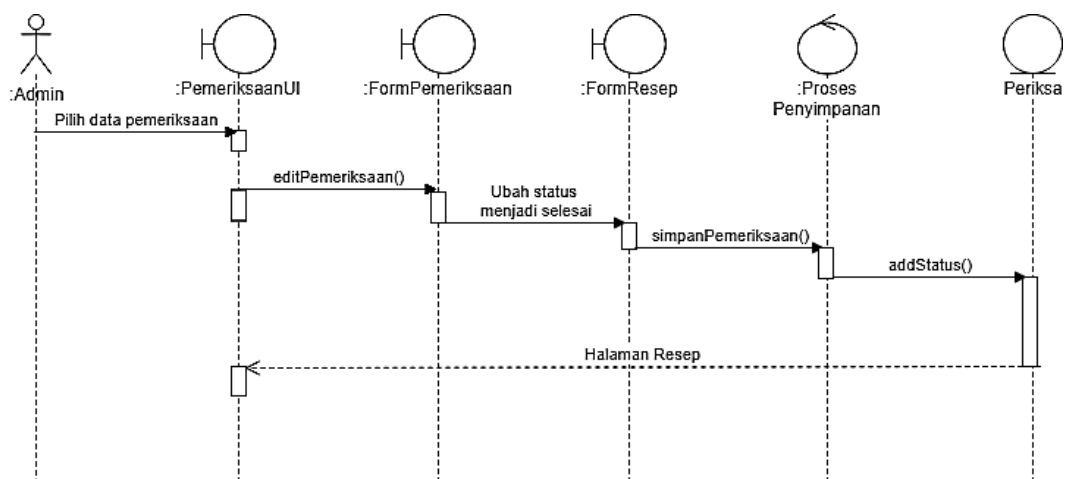 :Admin
:PemeriksaanUI
:FormPemeriksaan
:FormResep
:Proses
Penyimpanan
Periksa
Pilih data pemeriksaan
editPemeriksaan()
Ubah status
menjadi selesai
simpanPemeriksaan()
addStatus()
Halaman Resep